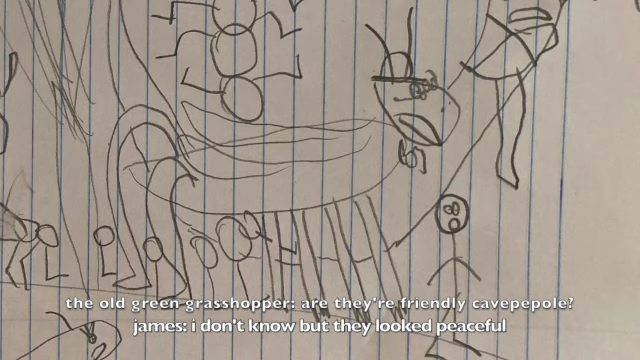 the old green grasshopper: are they're friendly cavepepole?
james: i don't know but they looked peaceful